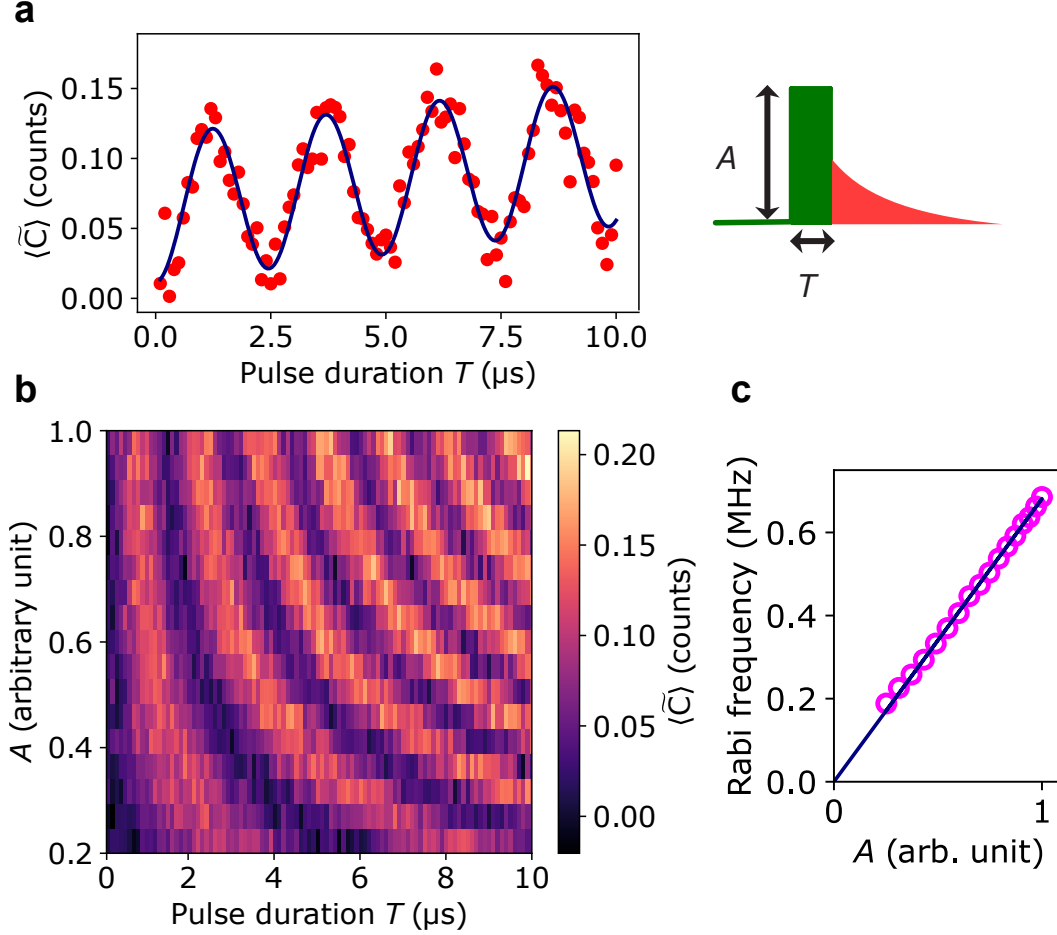 a
⟨C̃⟩ (counts)
0.15
0.10
0.05
0.00
0.0
2.5
5.0
7.5
10.0
Pulse duration T (µs)
A
T
b
A (arbitrary unit)
1.0
0.8
0.6
0.4
0.2
0
2
4
6
8
10
Pulse duration T (µs)
0.20
0.15
0.10
0.05
0.00
⟨C̃⟩ (counts)
c
Rabi frequency (MHz)
0.6
0.4
0.2
0.0
0
1
A (arb. unit)